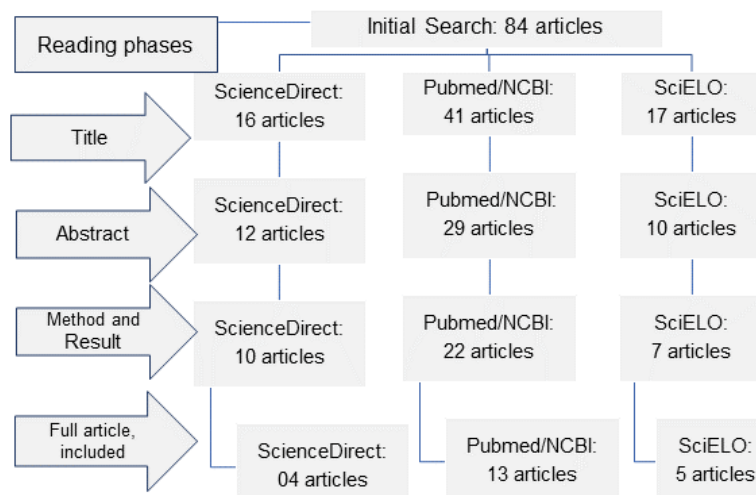 Reading phases
Initial Search: 84 articles
Title
ScienceDirect:
16 articles
Pubmed/NCBI:
41 articles
SciELO:
17 articles
Abstract
ScienceDirect:
12 articles
Pubmed/NCBI:
29 articles
SciELO:
10 articles
Method and
Result
ScienceDirect:
10 articles
Pubmed/NCBI:
22 articles
SciELO:
7 articles
Full article,
included
ScienceDirect:
04 articles
Pubmed/NCBI:
13 articles
SciELO:
5 articles